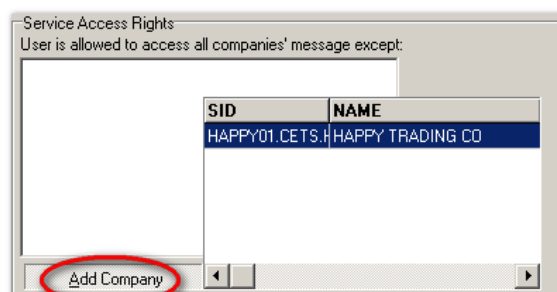 Service Access Rights
User is allowed to access all companies' message except:
SID NAME
HAPPY01.CETS.H HAPPY TRADING CO
Add Company